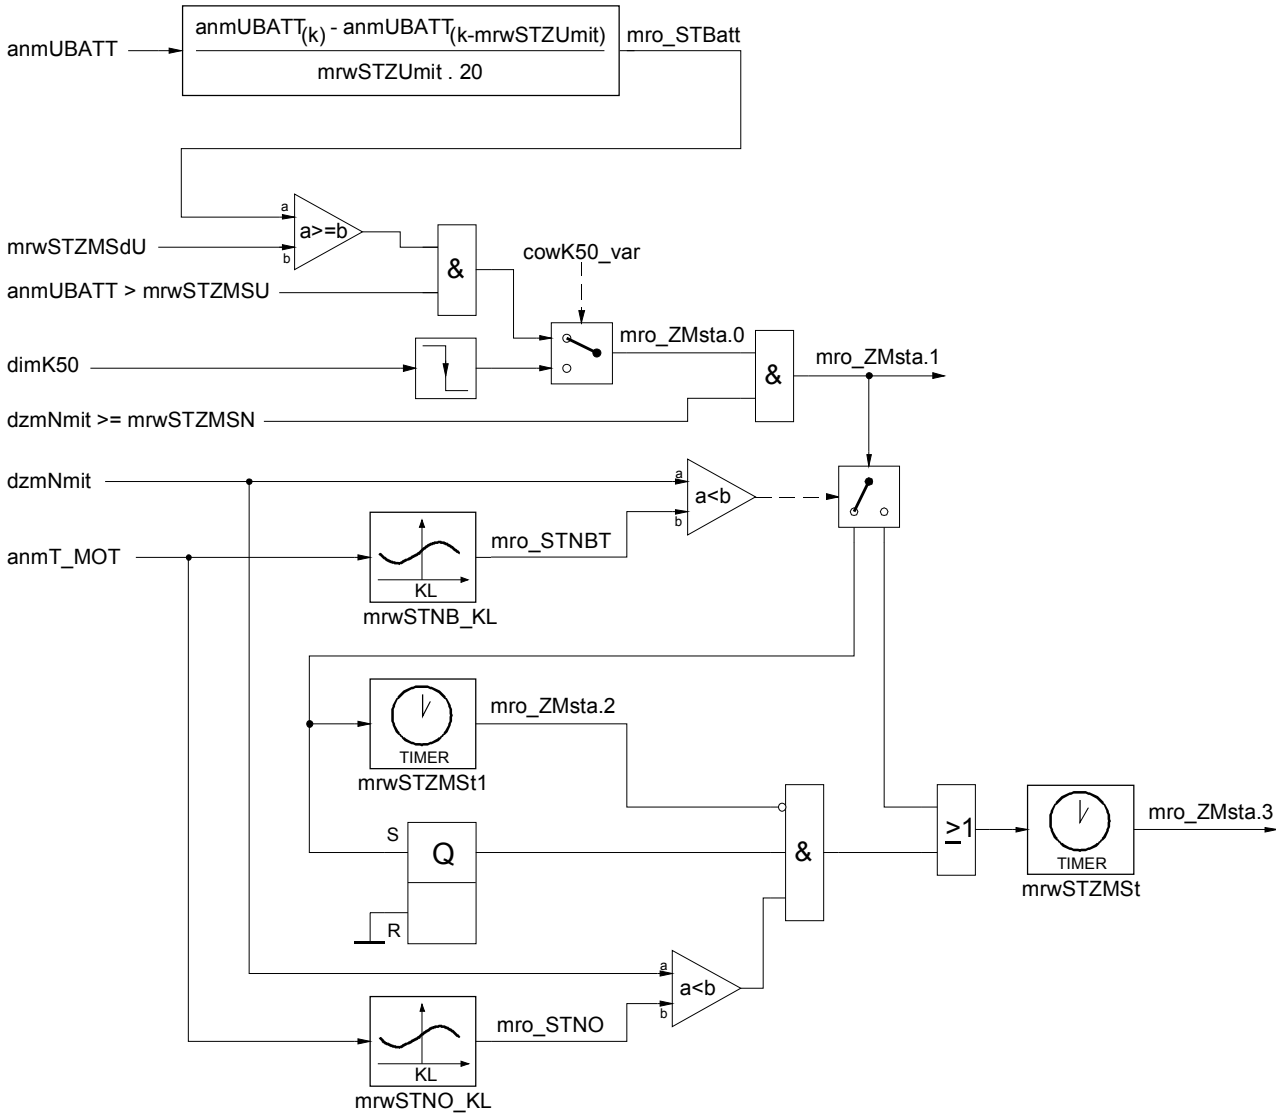 anmUBATT
anmUBATT(k) - anmUBATT(k-mrwSTZUmit)
mrwSTZUmit . 20
mro_STBatt
a
a>=b
b
mrwSTZMSdU
anmUBATT > mrwSTZMSU
&
cowK50_var
dimK50
mro_ZMsta.0
&
mro_ZMsta.1
dzmNmit >= mrwSTZMSN
dzmNmit
a
a<b
b
anmT_MOT
KL
mrwSTNB_KL
mro_STNBT
TIMER
mrwSTZMSt1
mro_ZMsta.2
S
Q
R
&
≥1
TIMER
mrwSTZMSt
mro_ZMsta.3
a
a<b
b
KL
mrwSTNO_KL
mro_STNO